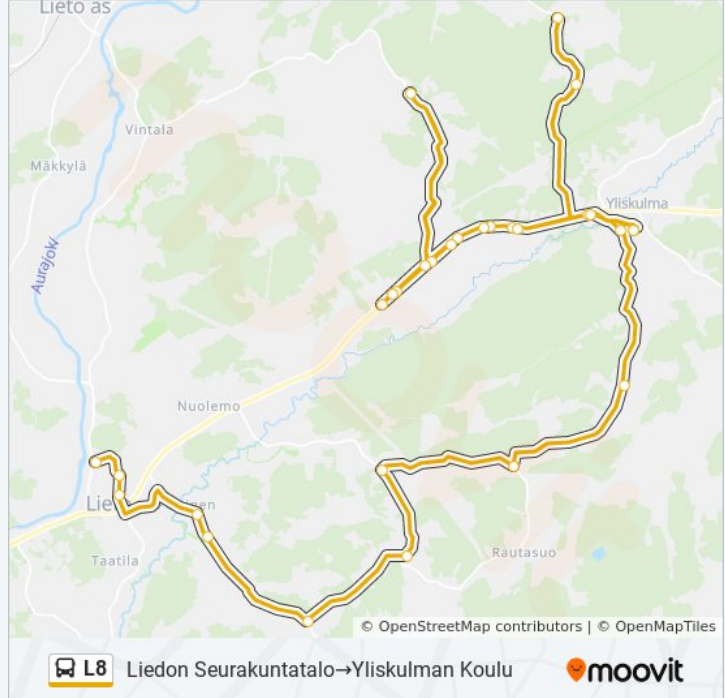 Lieto as
Vintala
Mäkkylä
Yliskulma
Aurajoki
Nuolemo
Taatila
Rautasuo
© OpenStreetMap contributors | © OpenMapTiles
L8 Liedon Seurakuntatalo→Yliskulman Koulu
moovit